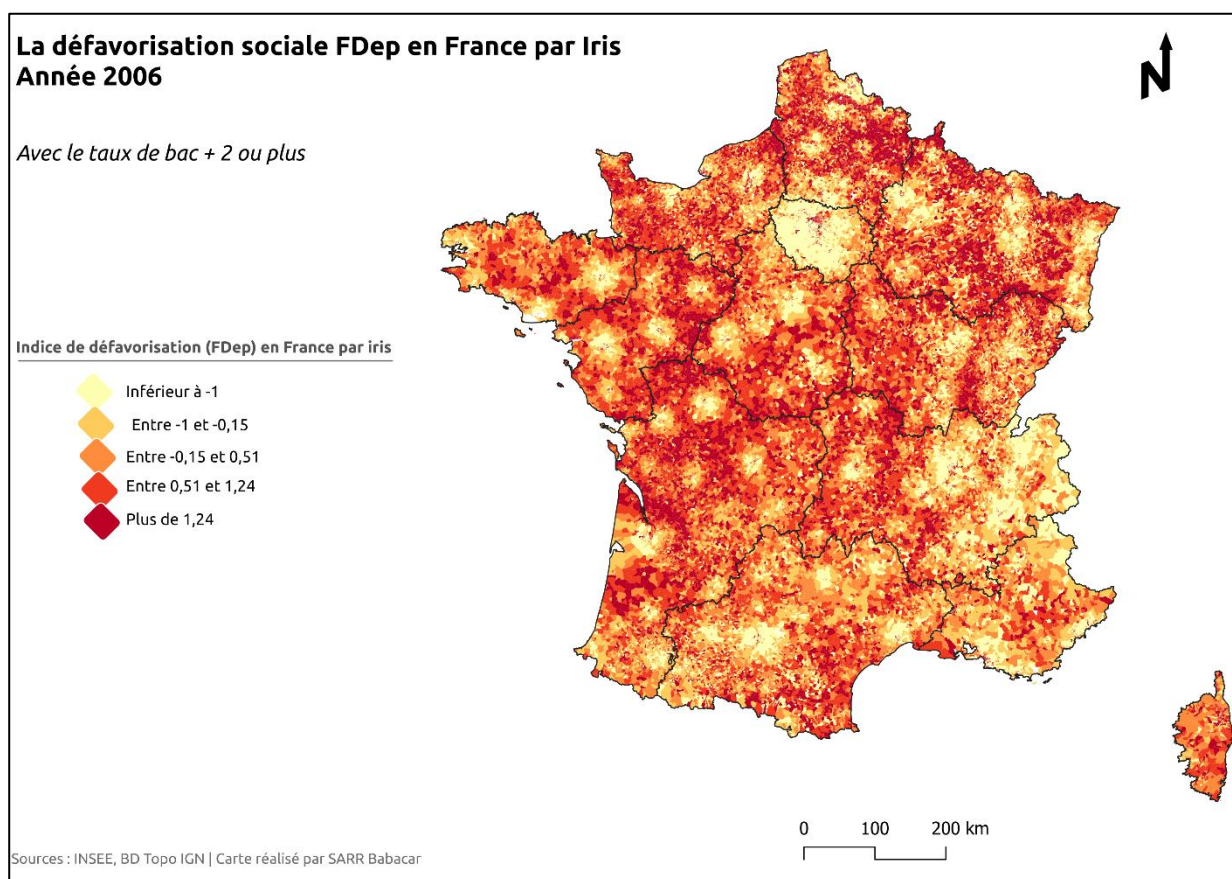 La défavorisation sociale FDep en France par Iris
Année 2006
N
Avec le taux de bac + 2 ou plus
Indice de défavorisation (FDep) en France par iris
Inférieur à -1
Entre -1 et -0,15
Entre -0,15 et 0,51
Entre 0,51 et 1,24
Plus de 1,24
0 100 200 km
Sources : INSEE, BD Topo IGN | Carte réalisé par SARR Babacar